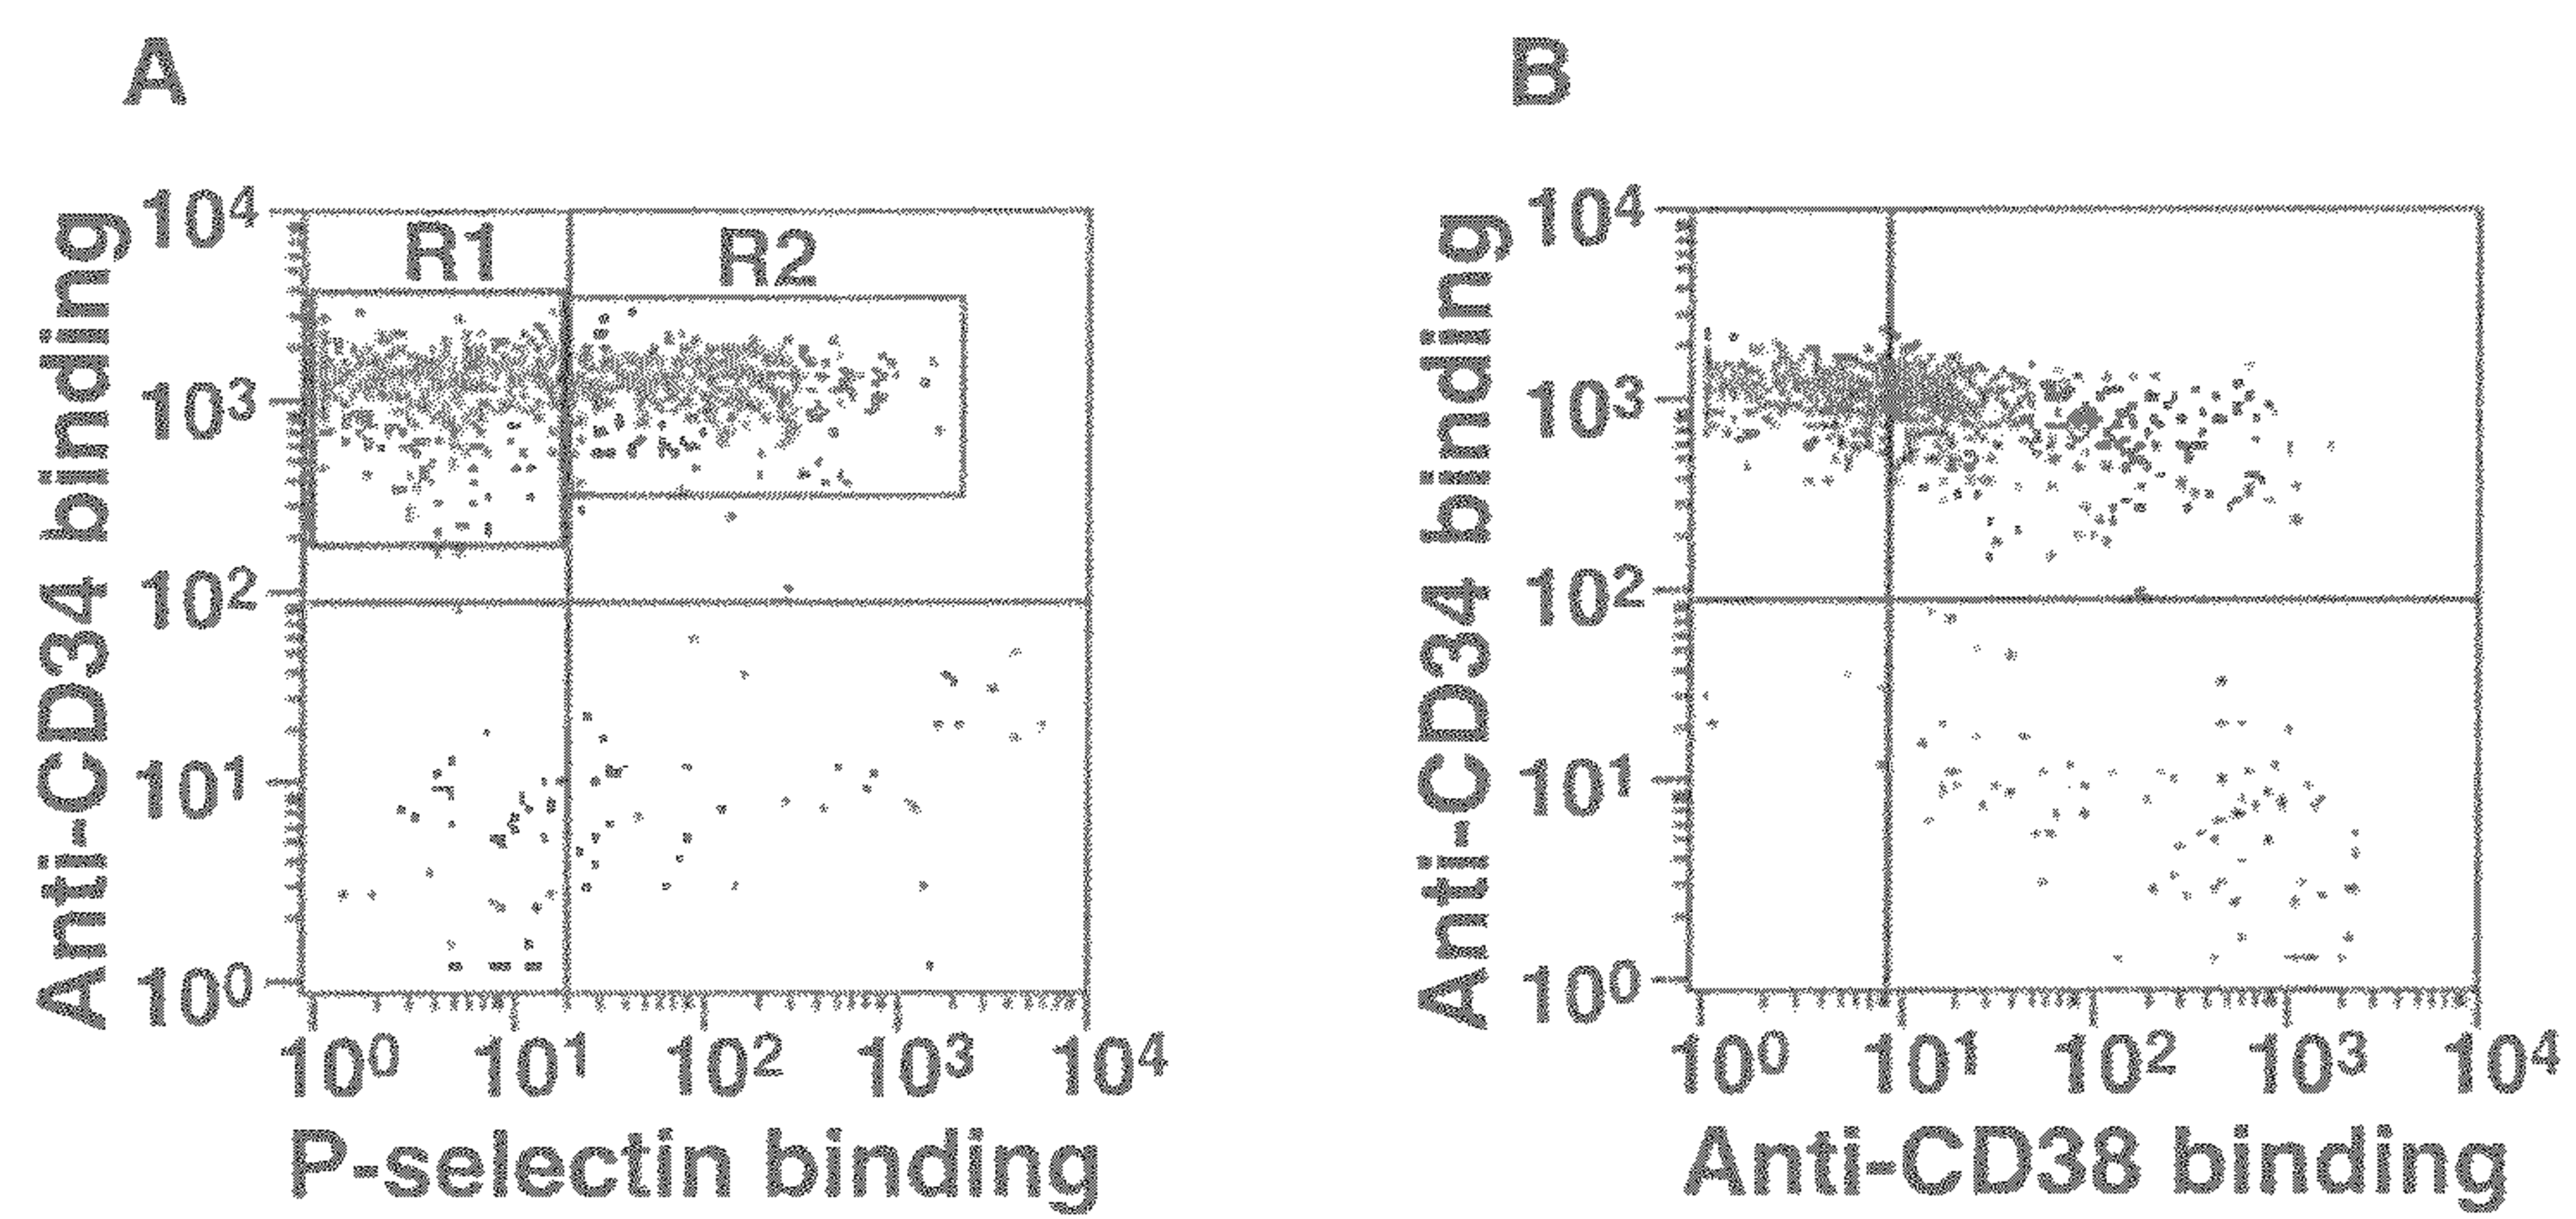 A
B
Anti-CD34 binding
10⁴
10³
10²
10¹
10⁰
R1
R2
10⁰ 10¹ 10² 10³ 10⁴
P-selectin binding
Anti-CD34 binding
10⁴
10³
10²
10¹
10⁰
10⁰ 10¹ 10² 10³ 10⁴
Anti-CD38 binding